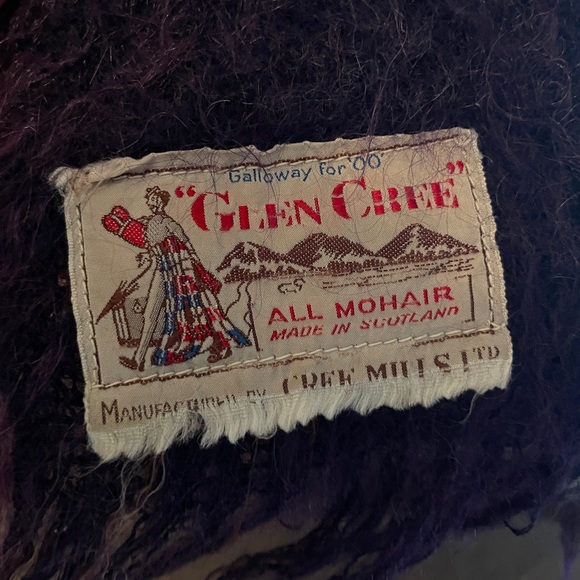 Galloway for 'OO'
"GLEN CREE"
ALL MOHAIR
MADE IN SCOTLAND
MANUFACTURED BY CREE MILLS LTD